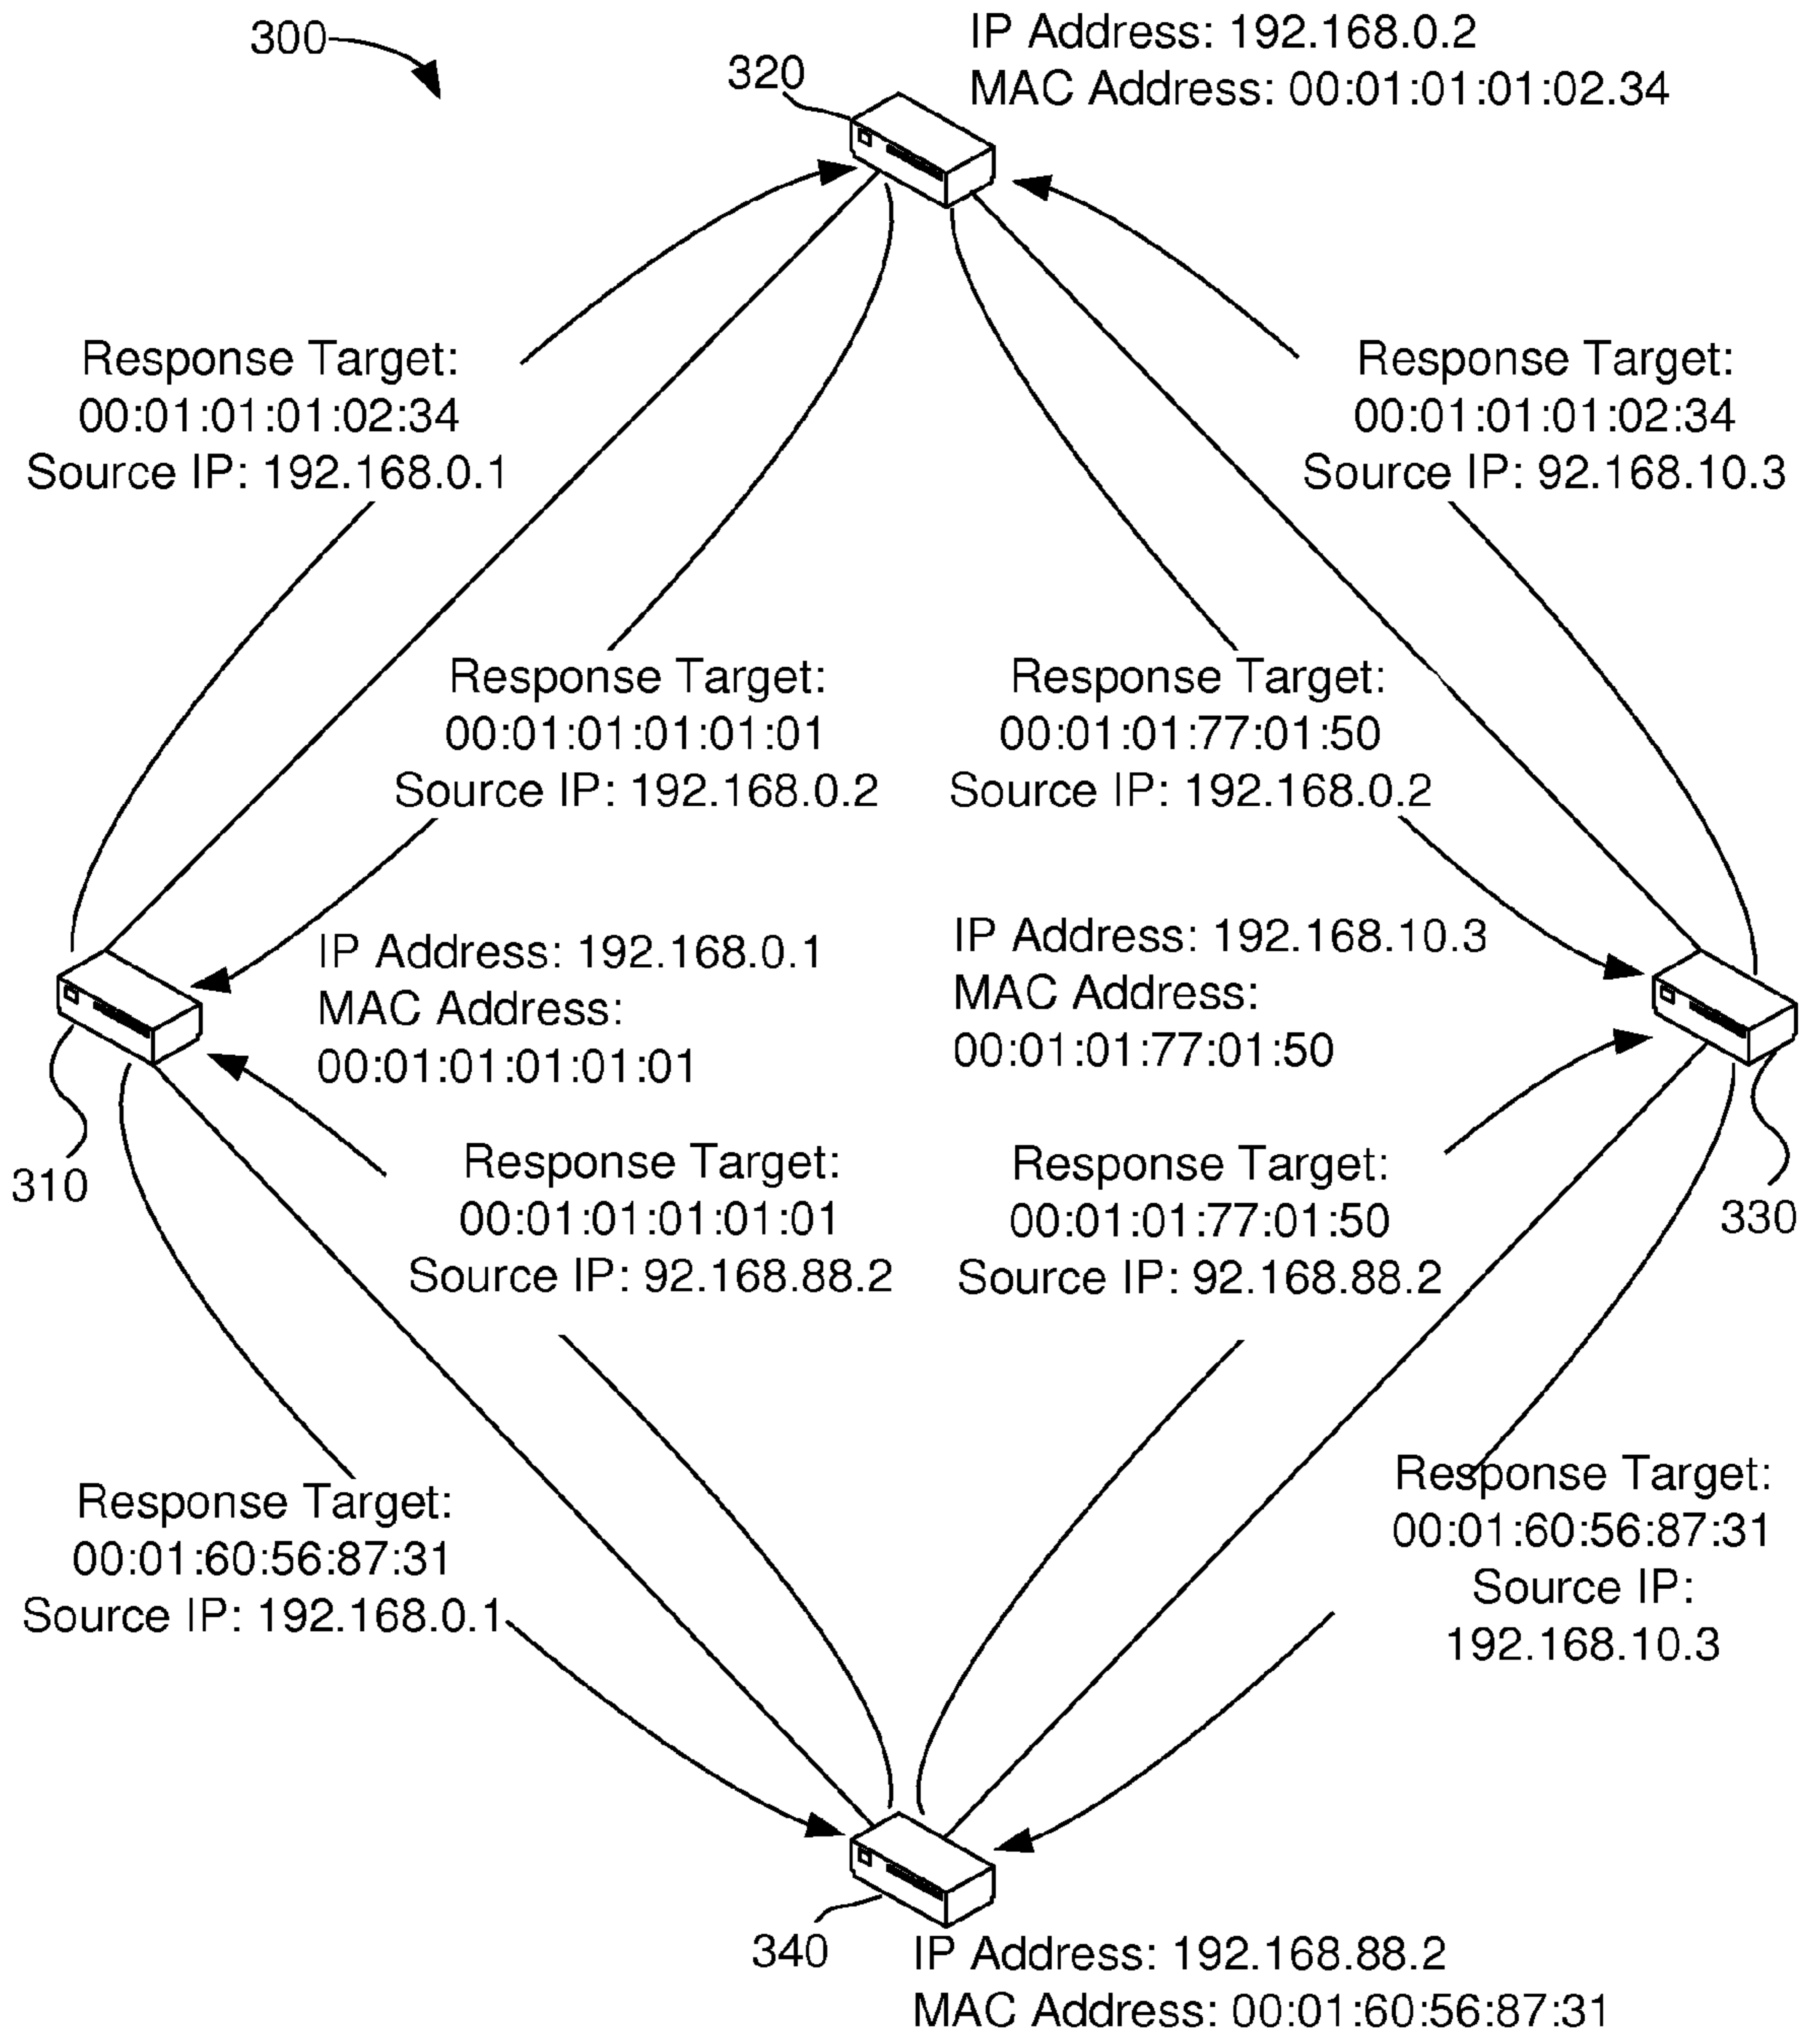 300
320
IP Address: 192.168.0.2
MAC Address: 00:01:01:01:02.34
Response Target:
00:01:01:01:02:34
Source IP: 192.168.0.1
Response Target:
00:01:01:01:02:34
Source IP: 92.168.10.3
Response Target:
00:01:01:01:01:01
Source IP: 192.168.0.2
Response Target:
00:01:01:77:01:50
Source IP: 192.168.0.2
IP Address: 192.168.0.1
MAC Address:
00:01:01:01:01:01
IP Address: 192.168.10.3
MAC Address:
00:01:01:77:01:50
310
330
Response Target:
00:01:01:01:01:01
Source IP: 92.168.88.2
Response Target:
00:01:01:77:01:50
Source IP: 92.168.88.2
Response Target:
00:01:60:56:87:31
Source IP: 192.168.0.1
Response Target:
00:01:60:56:87:31
Source IP:
192.168.10.3
340
IP Address: 192.168.88.2
MAC Address: 00:01:60:56:87:31